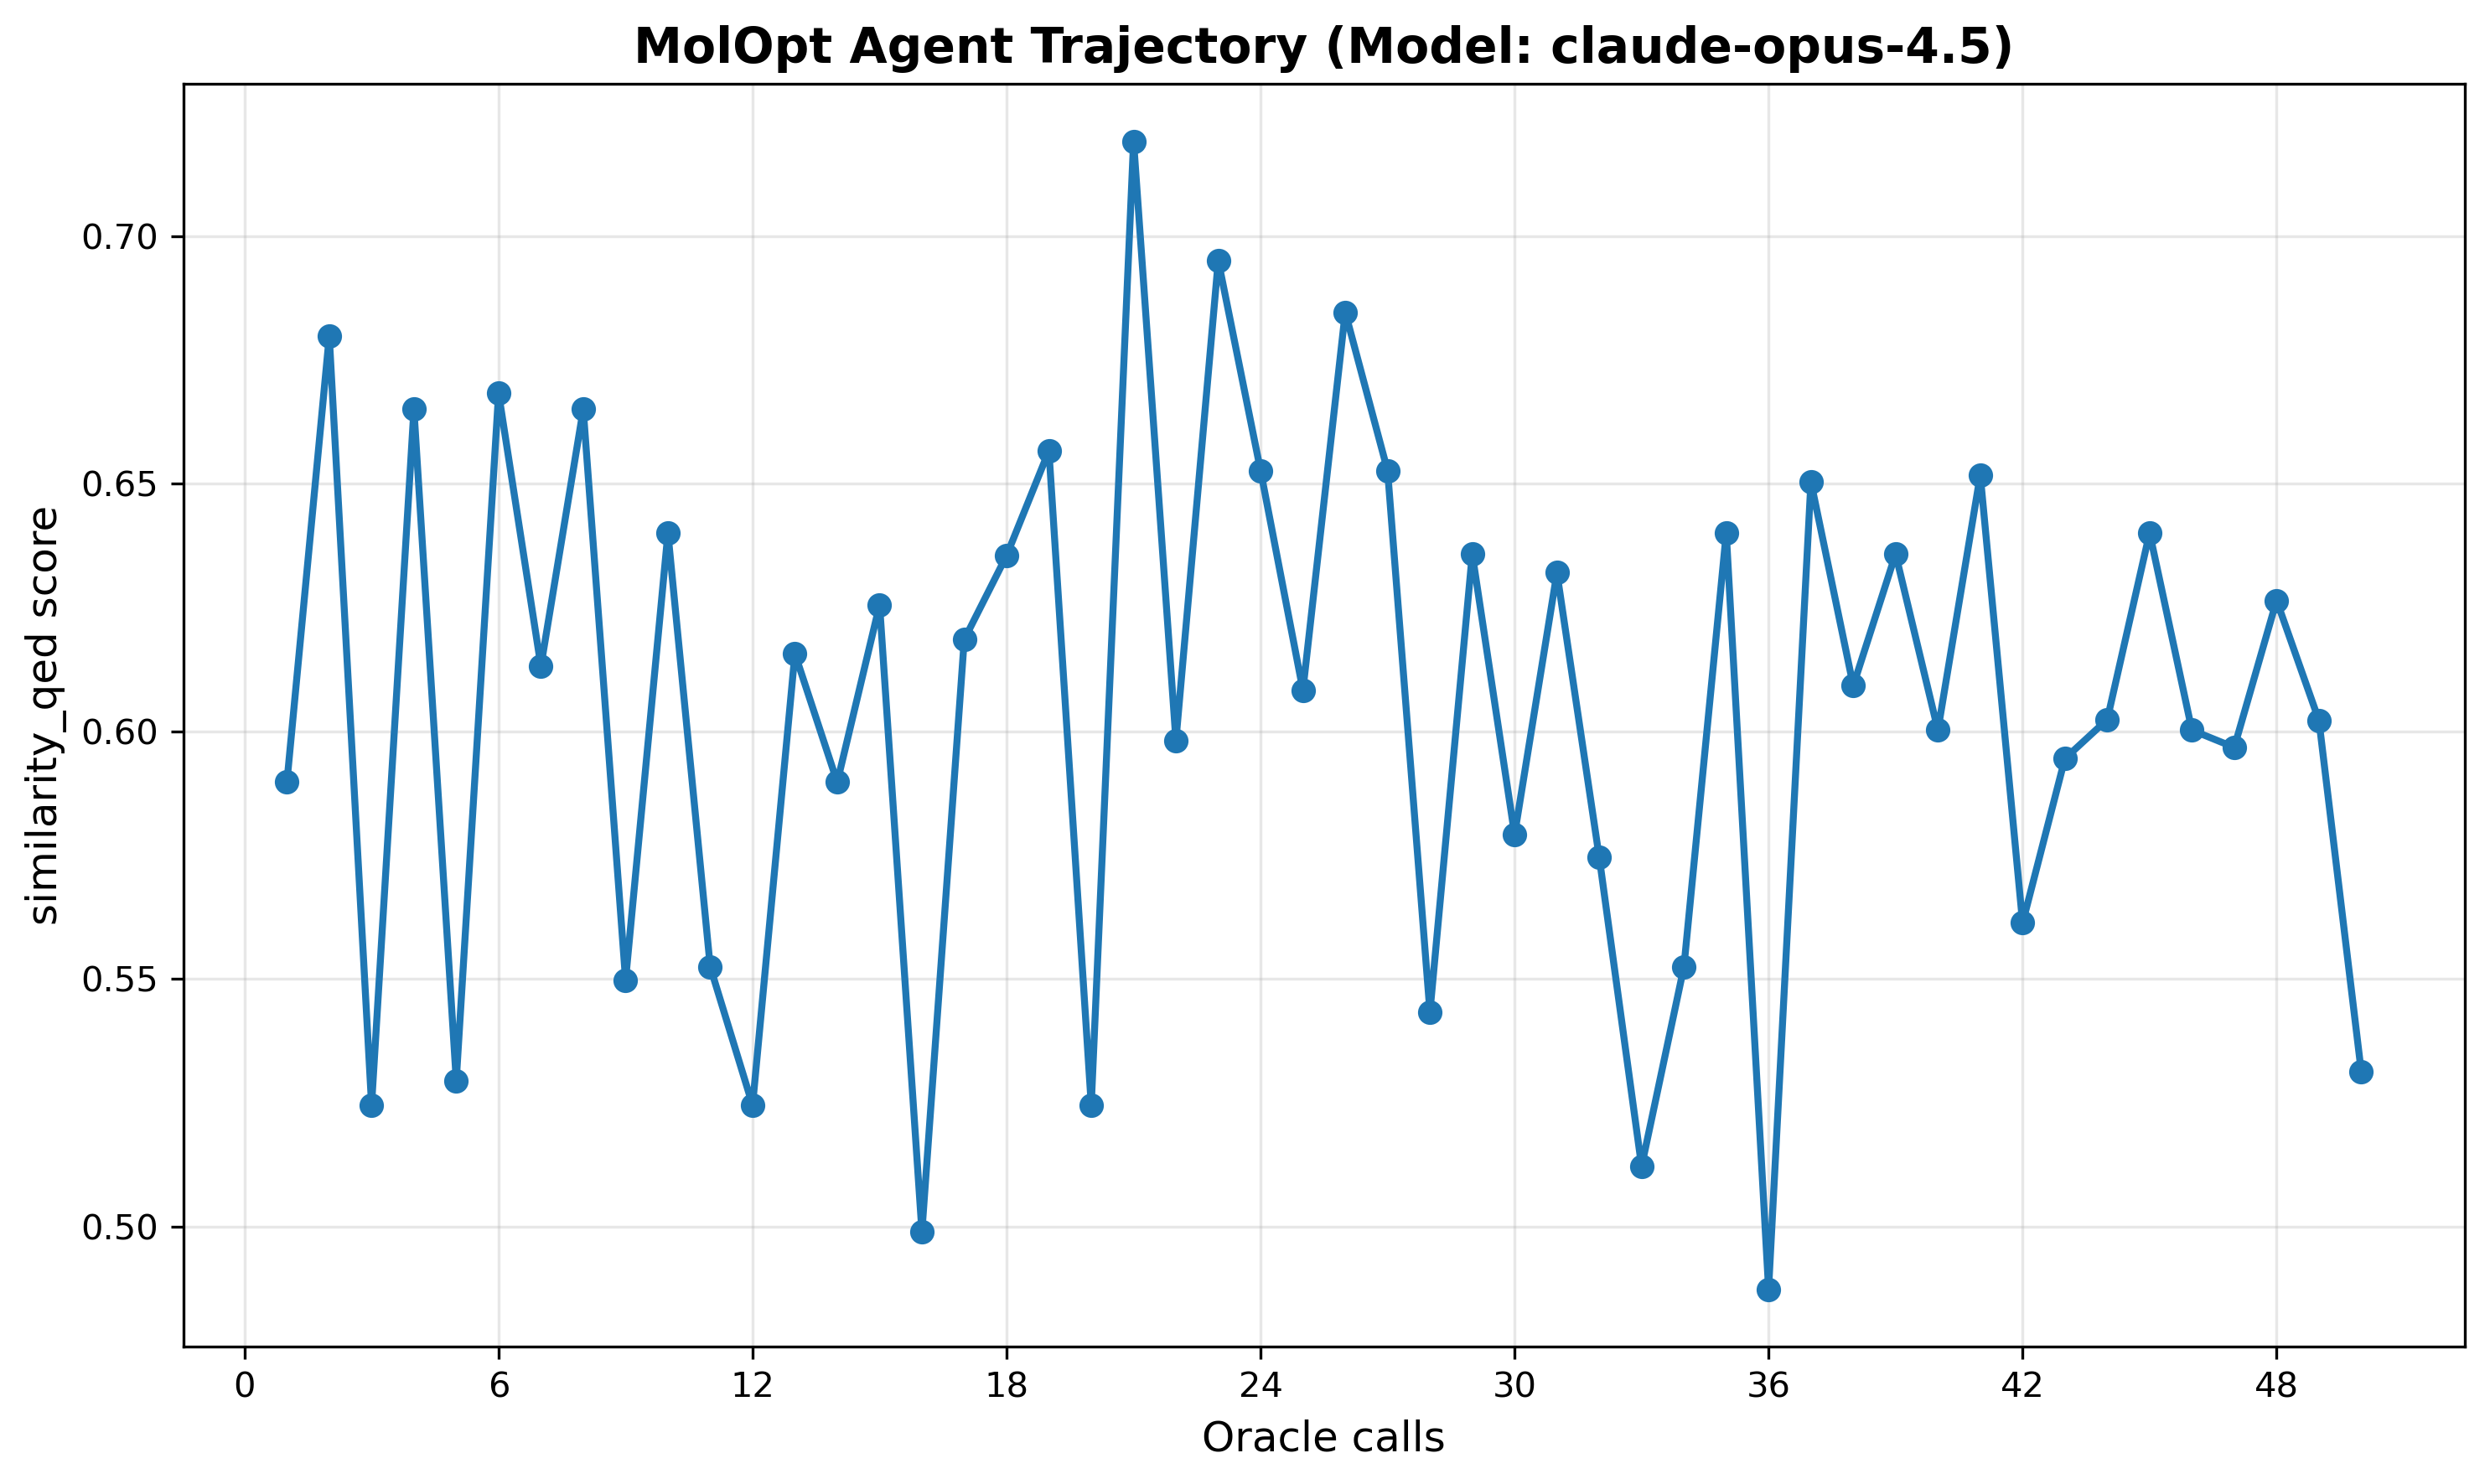 MolOpt Agent Trajectory (Model: claude-opus-4.5)
similarity_qed score
0.70
0.65
0.60
0.55
0.50
0 6 12 18 24 30 36 42 48
Oracle calls